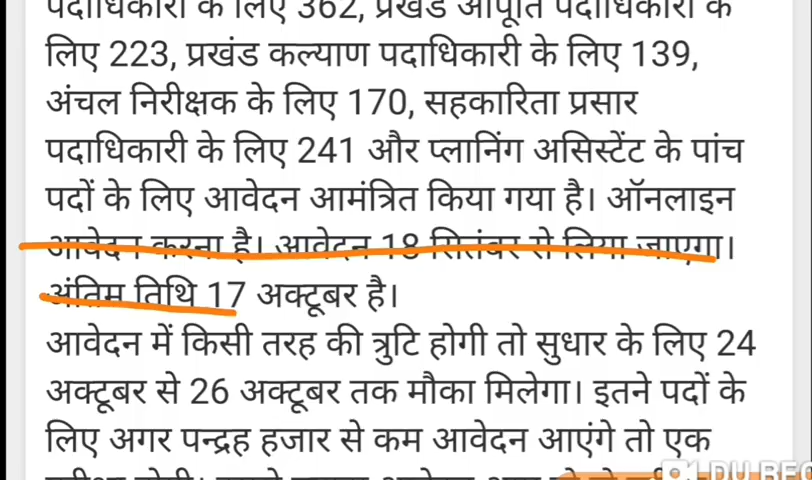 पदाधिकारी के लिए 362, प्रखंड आपूर्ति पदाधिकारी के
लिए 223, प्रखंड कल्याण पदाधिकारी के लिए 139,
अंचल निरीक्षक के लिए 170, सहकारिता प्रसार
पदाधिकारी के लिए 241 और प्लानिंग असिस्टेंट के पांच
पदों के लिए आवेदन आमंत्रित किया गया है। ऑनलाइन
आवेदन करना है। आवेदन 18 सितंबर से लिया जाएगा।
अंतिम तिथि 17 अक्टूबर है।
आवेदन में किसी तरह की त्रुटि होगी तो सुधार के लिए 24
अक्टूबर से 26 अक्टूबर तक मौका मिलेगा। इतने पदों के
लिए अगर पन्द्रह हजार से कम आवेदन आएंगे तो एक